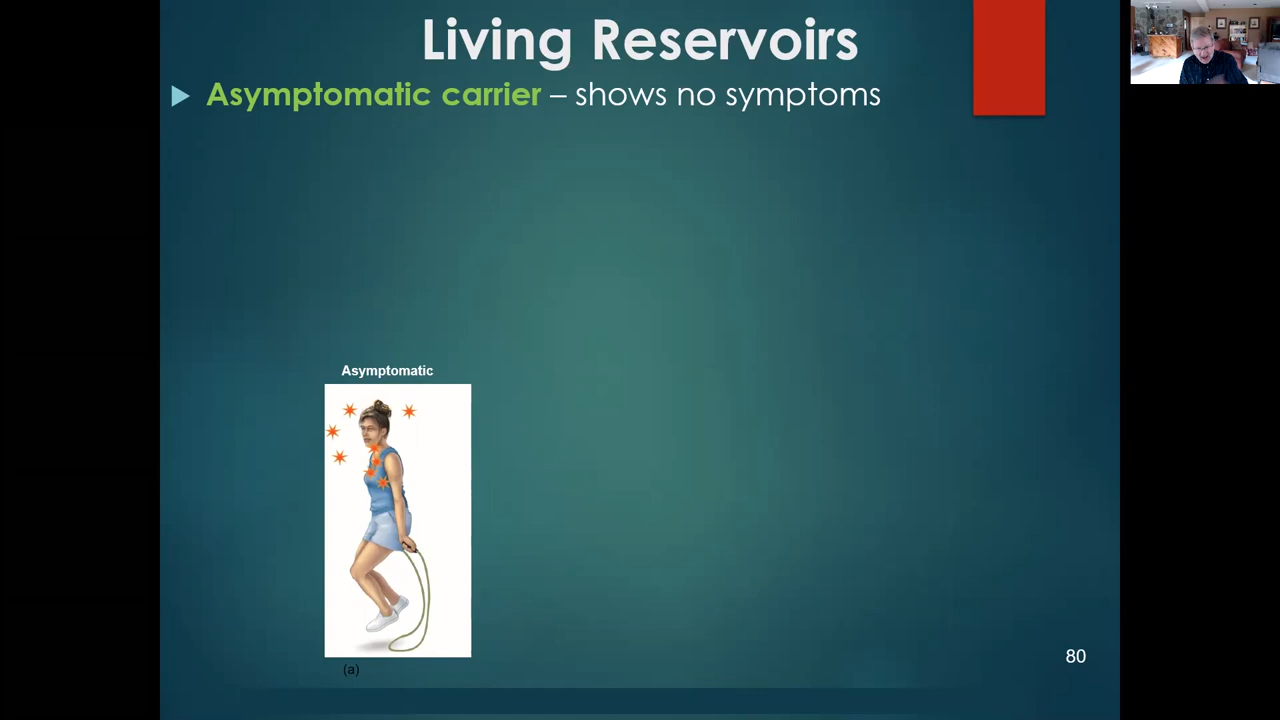 Living Reservoirs
Asymptomatic carrier – shows no symptoms
Asymptomatic
(a)
80